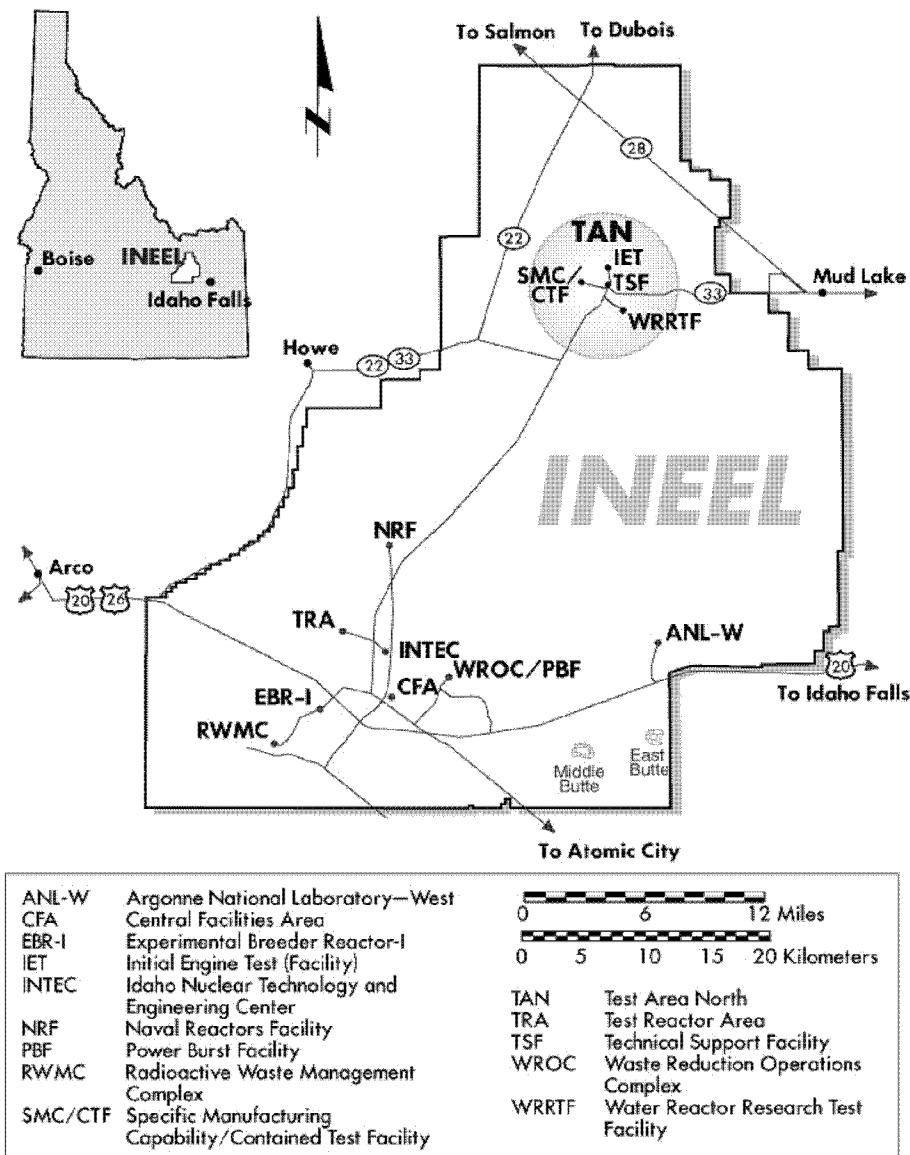 To Salmon
To Dubois
N
28
22
TAN
IET
SMC/
CTF
TSF
33
Mud Lake
WRRTF
Boise
INEEL
Idaho Falls
Howe
22
33
INEEL
NRF
Arco
20
26
TRA
INTEC
ANL-W
WROC/PBF
CFA
20
EBR-I
To Idaho Falls
RWMC
Middle
Butte
East
Butte
To Atomic City
ANL-W Argonne National Laboratory—West
CFA Central Facilities Area
EBR-I Experimental Breeder Reactor-I
IET Initial Engine Test (Facility)
INTEC Idaho Nuclear Technology and
Engineering Center
NRF Naval Reactors Facility
PBF Power Burst Facility
RWMC Radioactive Waste Management
Complex
SMC/CTF Specific Manufacturing
Capability/Contained Test Facility
0 6 12 Miles
0 5 10 15 20 Kilometers
TAN Test Area North
TRA Test Reactor Area
TSF Technical Support Facility
WROC Waste Reduction Operations
Complex
WRRTF Water Reactor Research Test
Facility